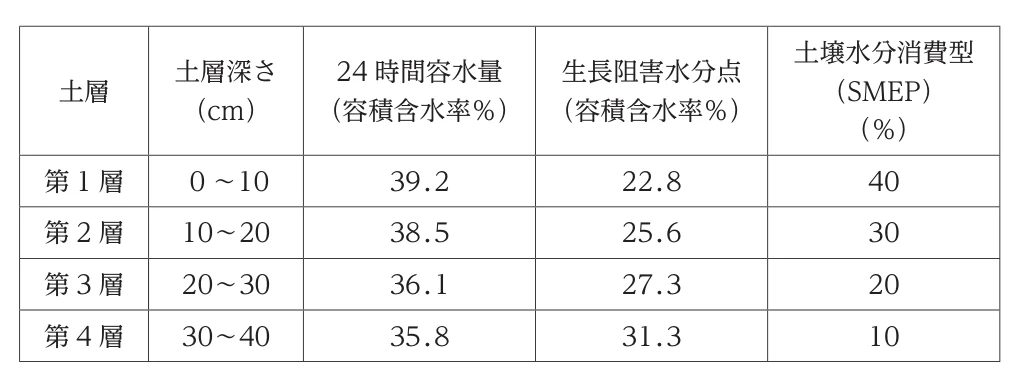 土層 土層深さ（cm） 24時間容水量（容積含水率％） 生長阻害水分点（容積含水率％） 土壌水分消費型（SMEP）（％）
第1層 0～10 39.2 22.8 40
第2層 10～20 38.5 25.6 30
第3層 20～30 36.1 27.3 20
第4層 30～40 35.8 31.3 10